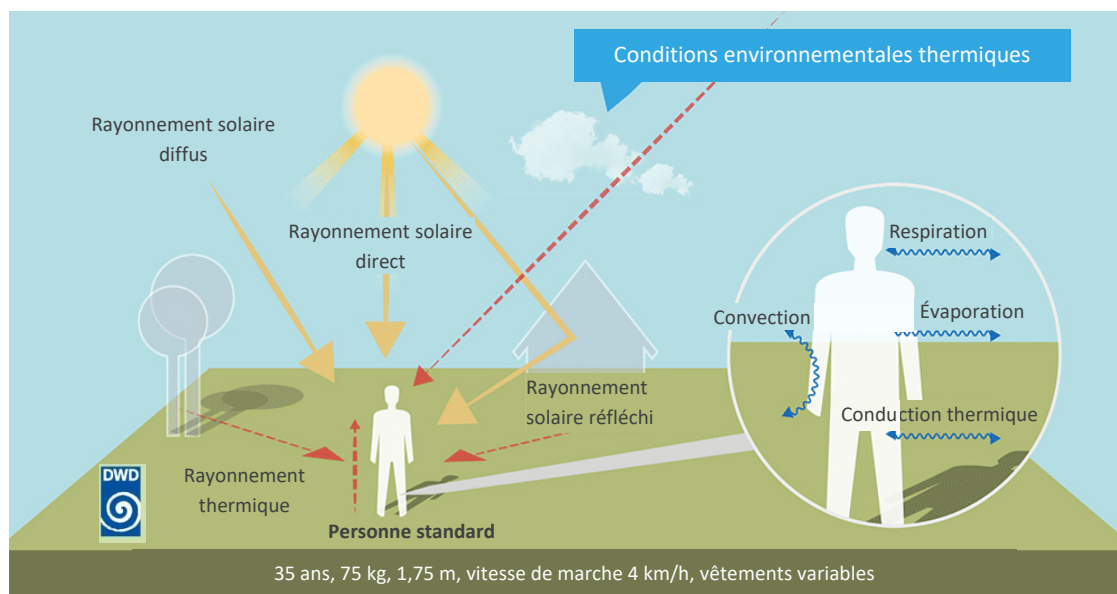 Conditions environnementales thermiques
Rayonnement solaire
diffus
Rayonnement solaire
direct
Respiration
Convection
Évaporation
Rayonnement
solaire réfléchi
Conduction thermique
Rayonnement
thermique
DWD
Personne standard
35 ans, 75 kg, 1,75 m, vitesse de marche 4 km/h, vêtements variables